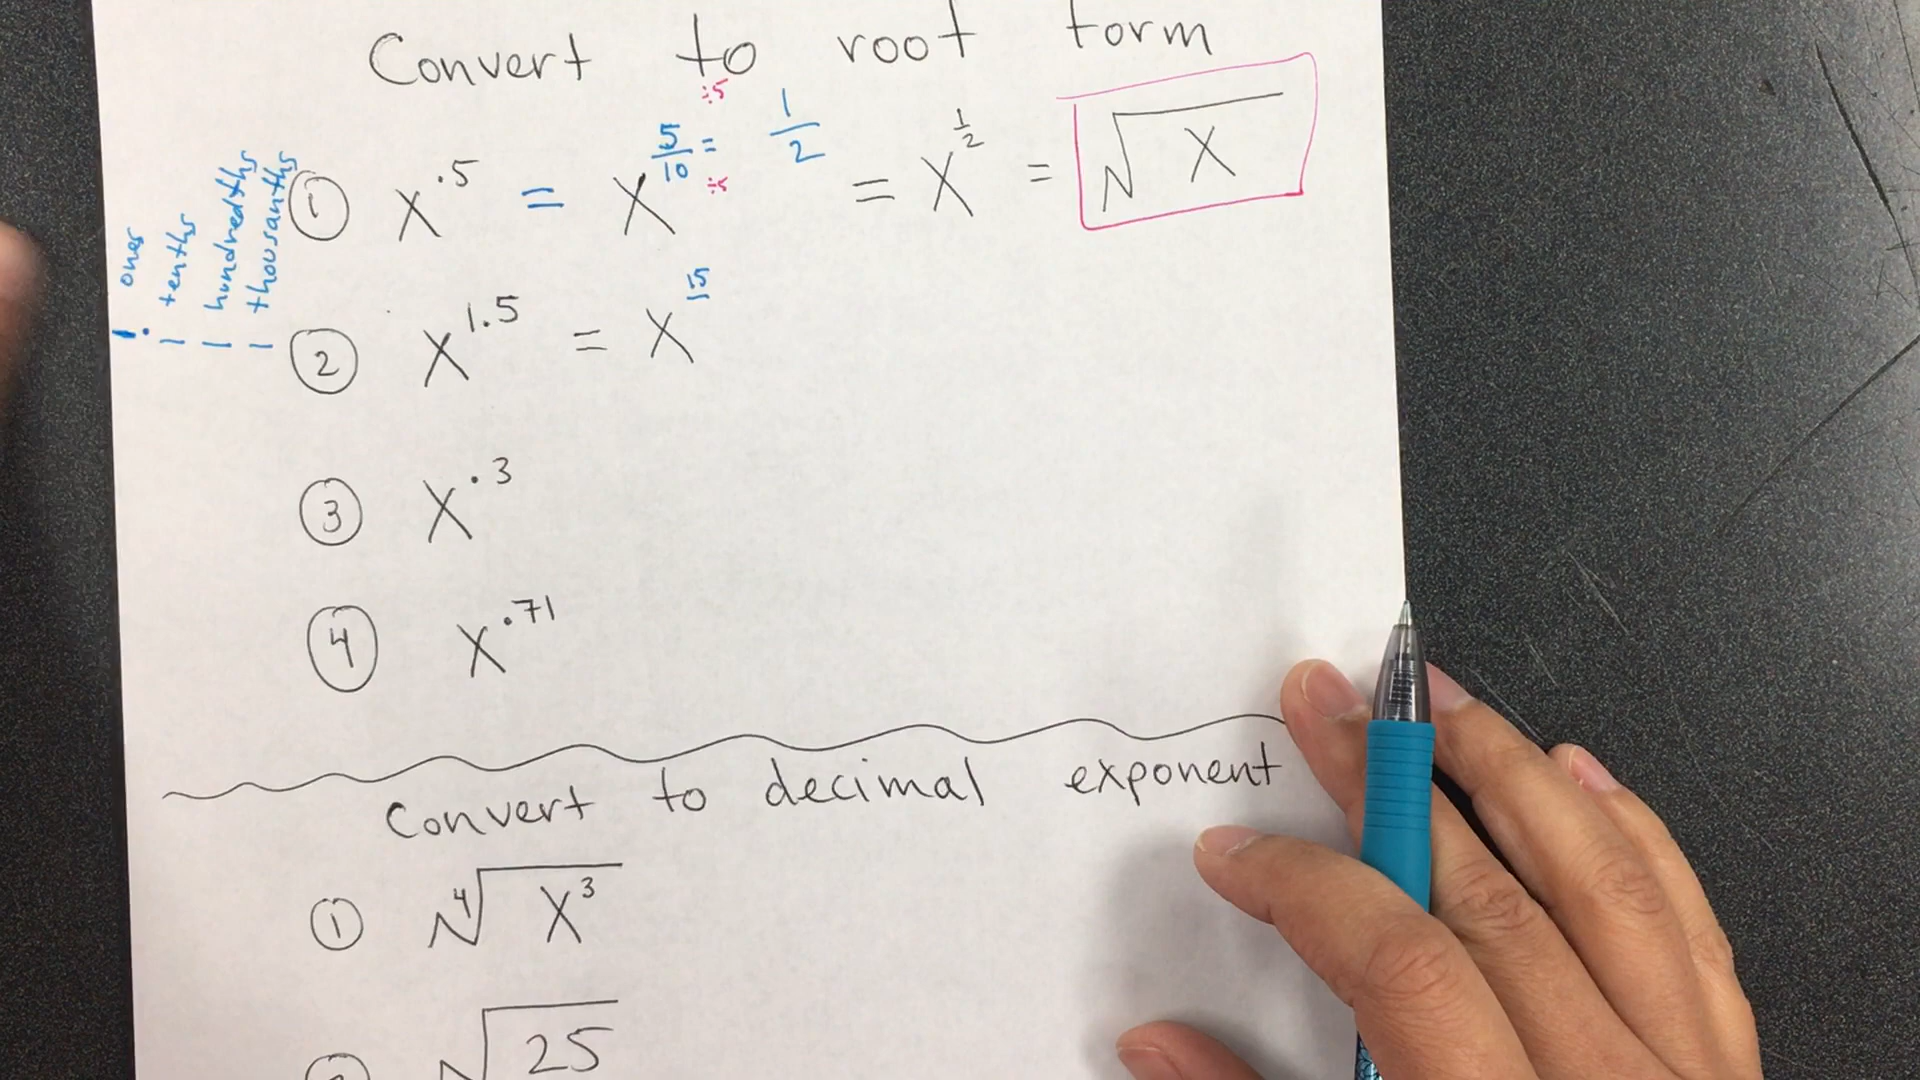 Convert to root form
① x^.5 = x^5/10 ÷5 ÷5 = 1/2 = x^1/2 = √x
ones
tenths
hundredths
thousanths
② x^1.5 = x^15
③ x^.3
④ x^.71
Convert to decimal exponent
① ⁴√x³
√25